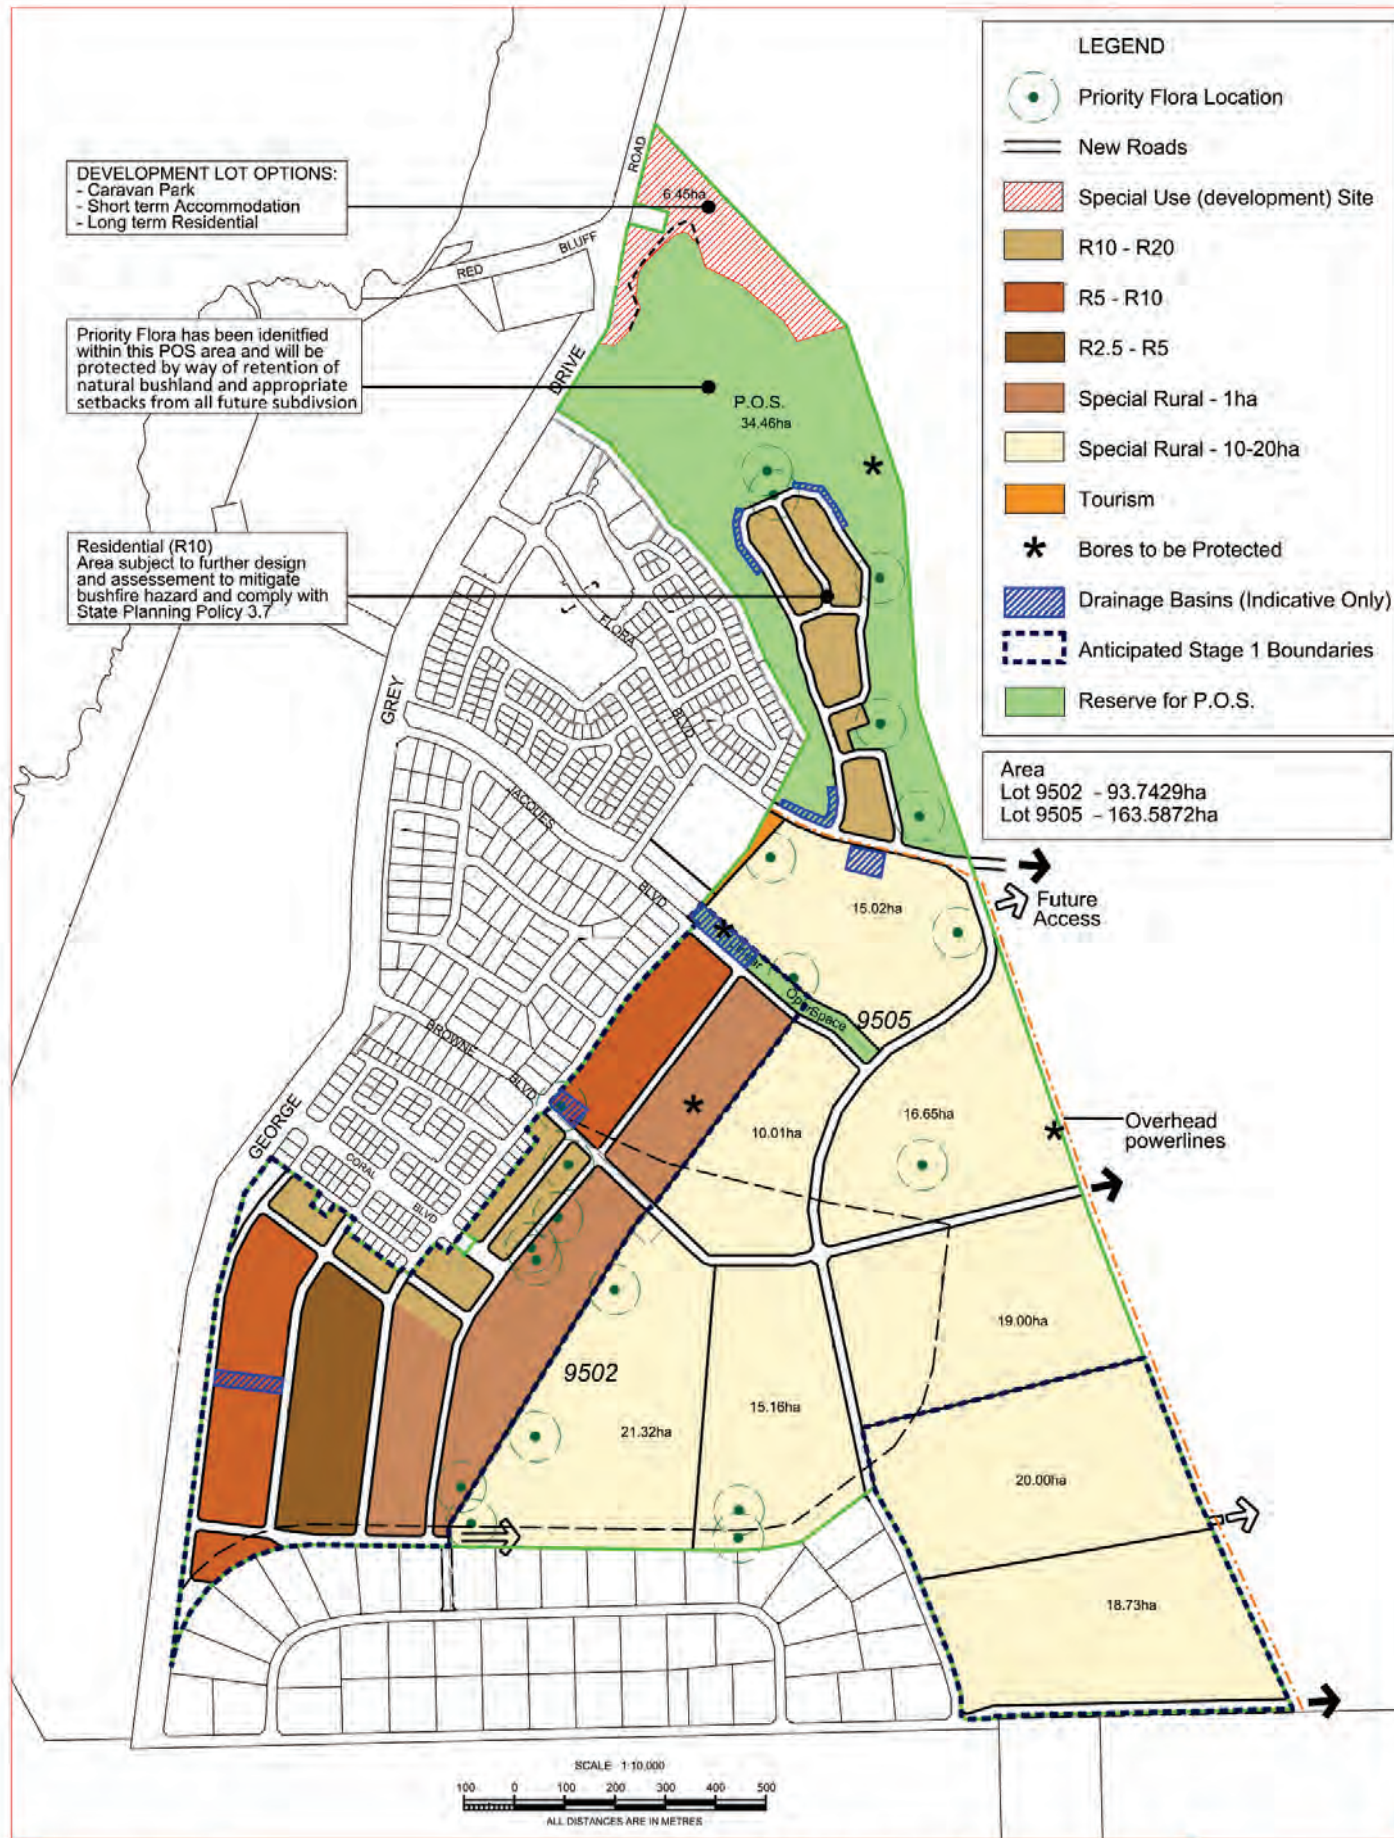 LEGEND
Priority Flora Location
New Roads
Special Use (development) Site
R10 - R20
R5 - R10
R2.5 - R5
Special Rural - 1ha
Special Rural - 10-20ha
Tourism
Bores to be Protected
Drainage Basins (Indicative Only)
Anticipated Stage 1 Boundaries
Reserve for P.O.S.
Area
Lot 9502 - 93.7429ha
Lot 9505 - 163.5872ha
DEVELOPMENT LOT OPTIONS:
- Caravan Park
- Short term Accommodation
- Long term Residential
Priority Flora has been idenitfied
within this POS area and will be
protected by way of retention of
natural bushland and appropriate
setbacks from all future subdivsion
Residential (R10)
Area subject to further design
and assessement to mitigate
bushfire hazard and comply with
State Planning Policy 3.7
ROAD
6.45ha
RED BLUFF
DRIVE
P.O.S.
34.46ha
FLORA
BLVD
GREY
JACQUES
BLVD
15.02ha
Future
Access
Open Space
9505
BROWNE
BLVD
10.01ha
16.65ha
Overhead
powerlines
GEORGE
CORAL
BLVD
19.00ha
9502
21.32ha
15.16ha
20.00ha
18.73ha
SCALE 1:10,000
100 0 100 200 300 400 500
ALL DISTANCES ARE IN METRES